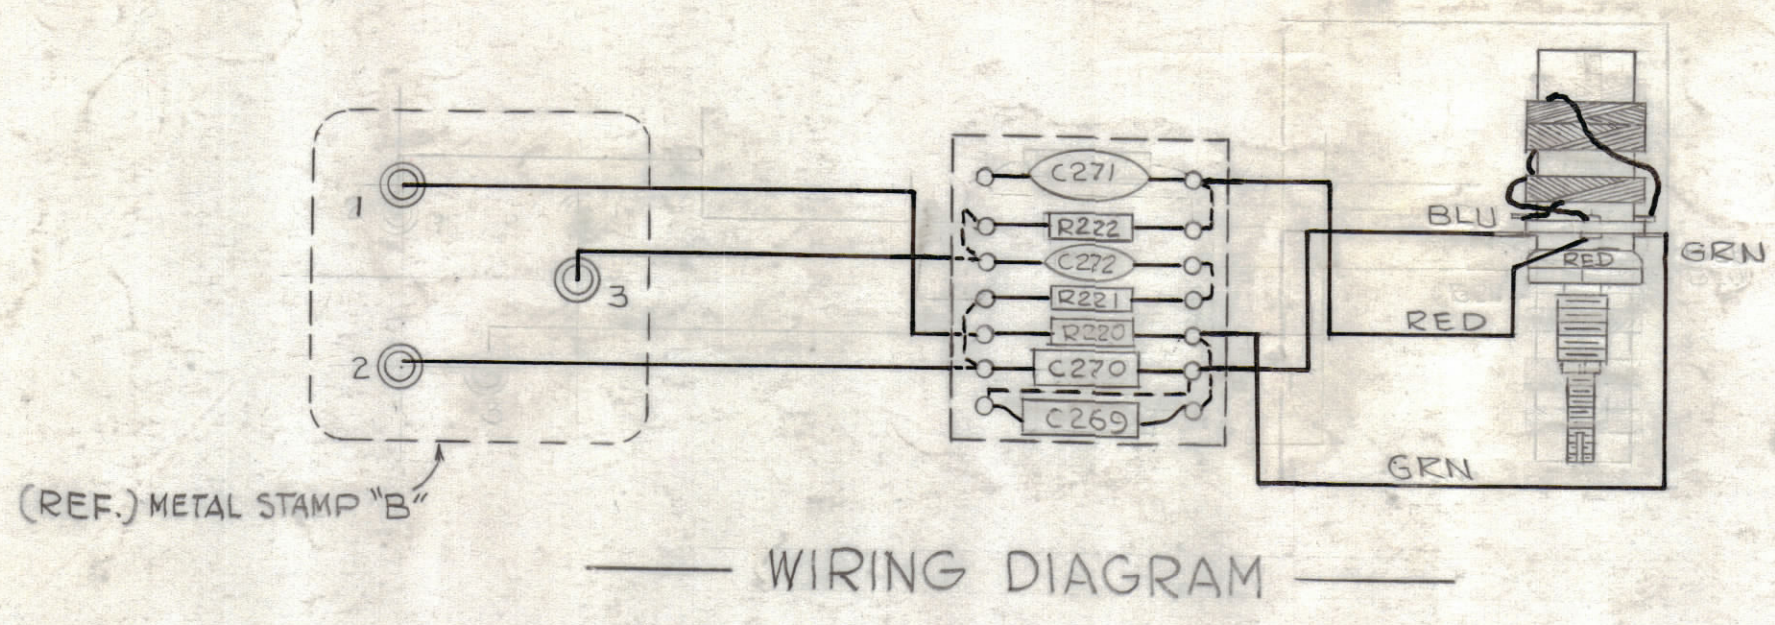 1
2
3
C271
R222
C272
R221
R220
C270
C269
BLU
RED
GRN
RED
GRN
(REF.) METAL STAMP "B"
WIRING DIAGRAM